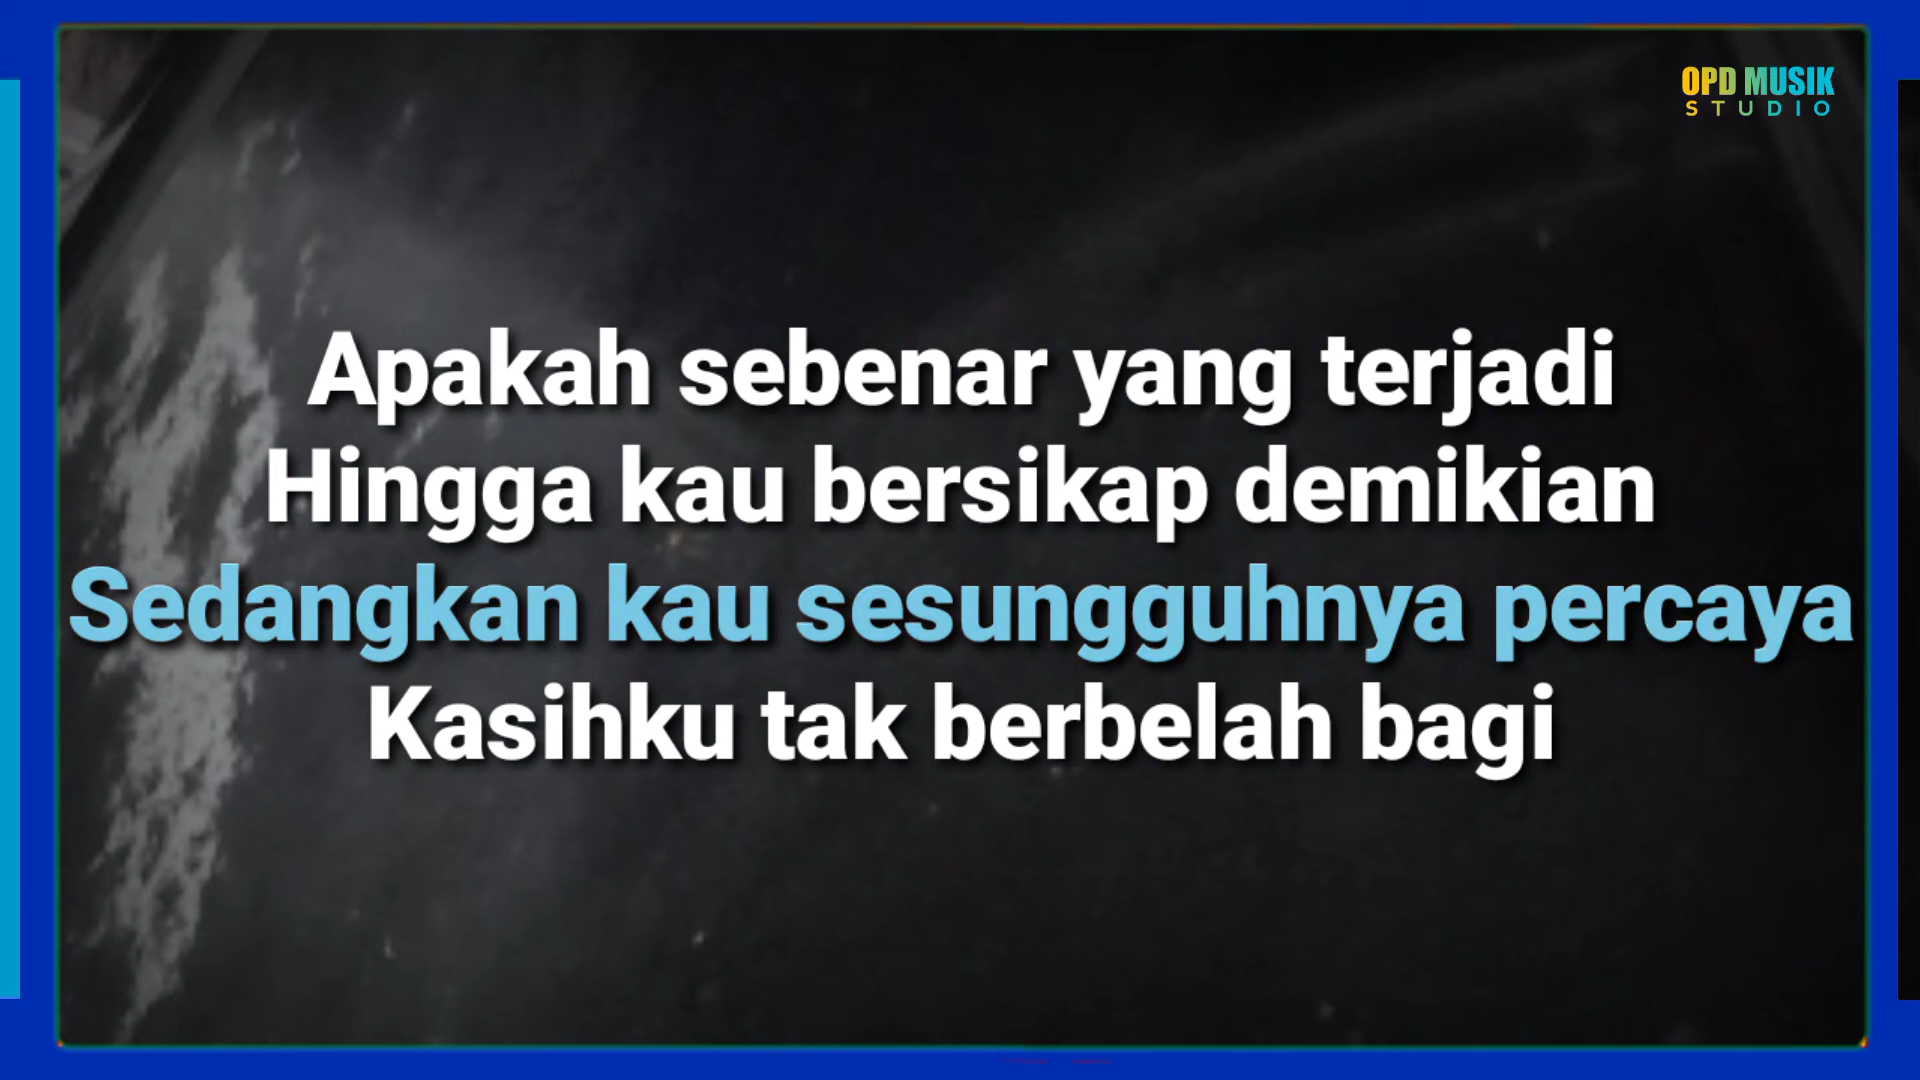 OPD MUSIK
STUDIO
Apakah sebenar yang terjadi
Hingga kau bersikap demikian
Sedangkan kau sesungguhnya percaya
Kasihku tak berbelah bagi